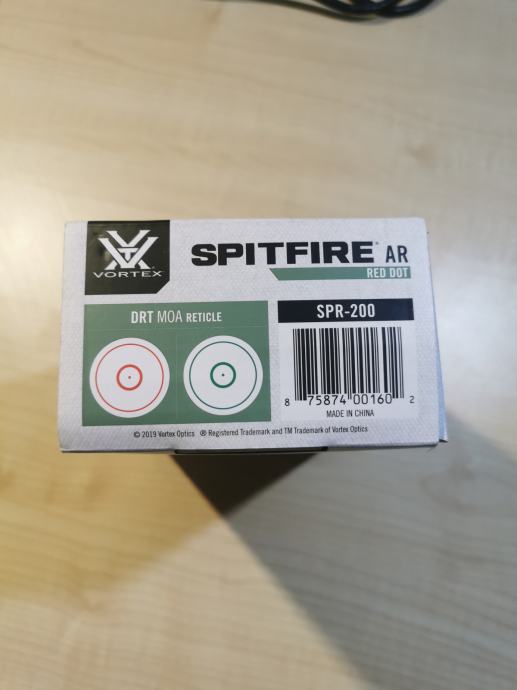 VORTEX
SPITFIRE® AR
RED DOT
DRT MOA RETICLE
SPR-200
8 75874 00160 2
MADE IN CHINA
© 2019 Vortex Optics ® Registered Trademark and TM Trademark of Vortex Optics